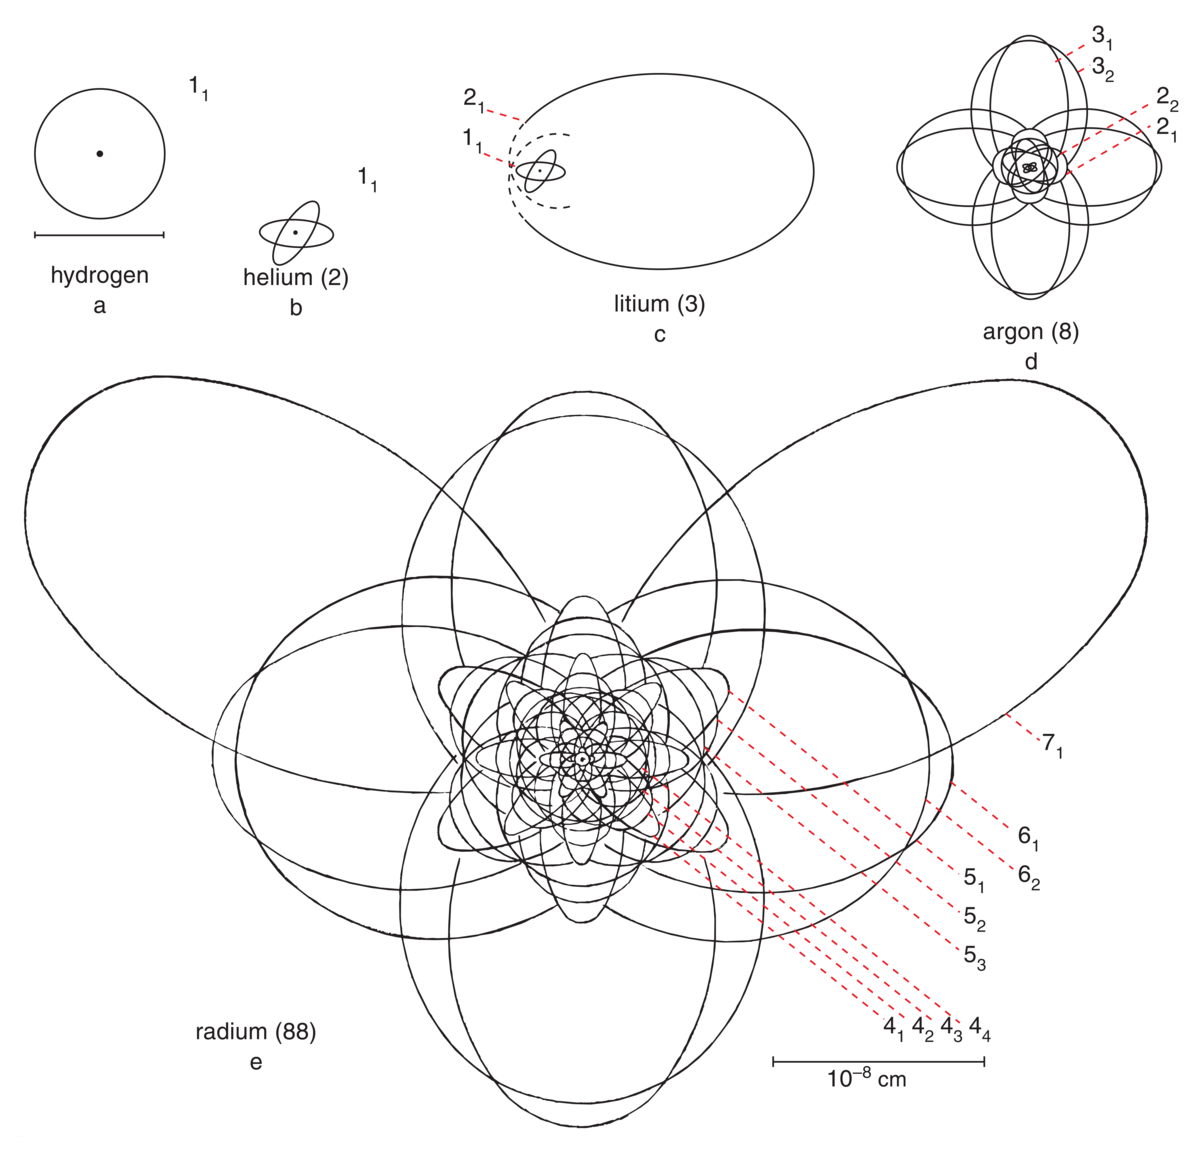 1₁
hydrogen
a
1₁
helium (2)
b
2₁
1₁
litium (3)
c
3₁
3₂
2₂
2₁
argon (8)
d
7₁
6₁
6₂
5₁
5₂
5₃
4₁ 4₂ 4₃ 4₄
radium (88)
e
10⁻⁸ cm